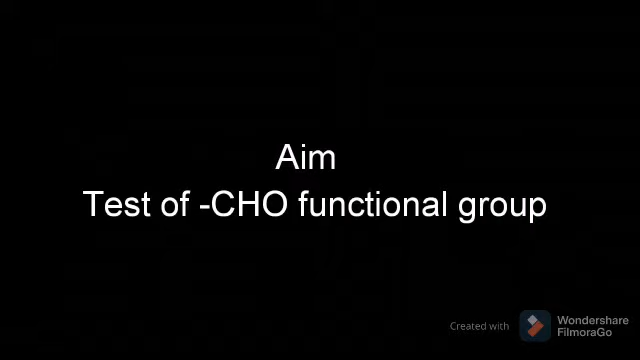 Aim
Test of -CHO functional group
Created with
Wondershare
FilmoraGo